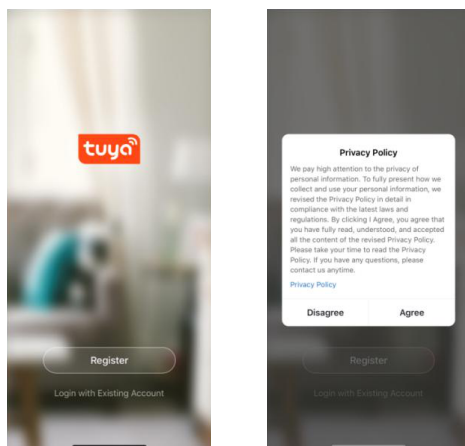 tuya
Register
Login with Existing Account
Privacy Policy
We pay high attention to the privacy of
personal information. To fully present how we
collect and use your personal information, we
revised the Privacy Policy in detail in
compliance with the latest laws and
regulations. By clicking I Agree, you agree that
you have fully read, understood, and accepted
all the content of the revised Privacy Policy.
Please take your time to read the Privacy
Policy. If you have any questions, please
contact us anytime.
Privacy Policy
Disagree Agree
Register
Login with Existing Account